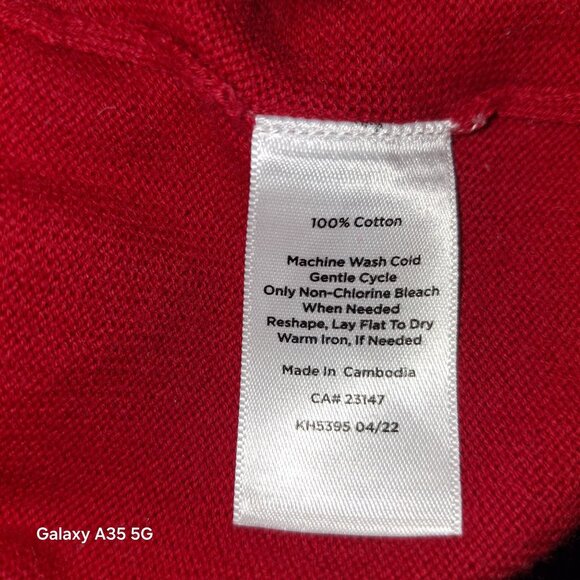 100% Cotton
Machine Wash Cold
Gentle Cycle
Only Non-Chlorine Bleach
When Needed
Reshape, Lay Flat To Dry
Warm Iron, If Needed
Made In Cambodia
CA# 23147
KH5395 04/22
Galaxy A35 5G